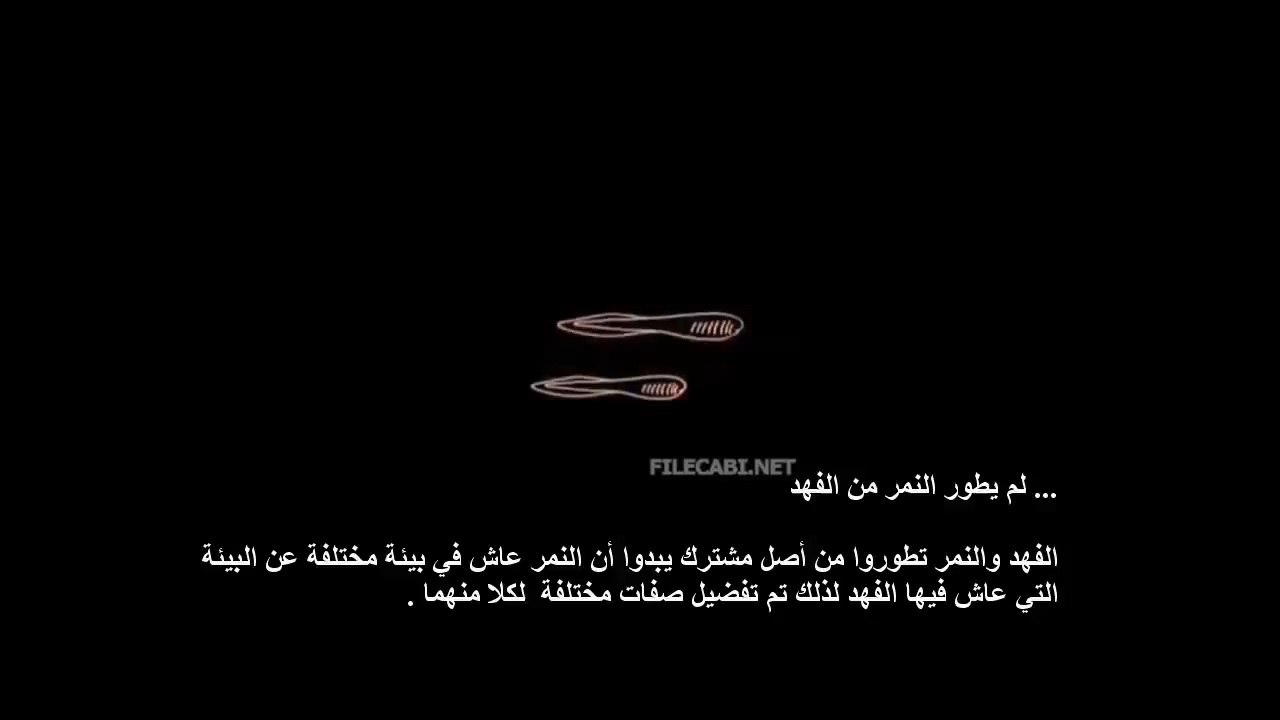 FILECABI.NET
... لم يطور النمر من الفهد
الفهد والنمر تطوروا من أصل مشترك يبدوا أن النمر عاش في بيئة مختلفة عن البيئة
التي عاش فيها الفهد لذلك تم تفضيل صفات مختلفة لكلا منهما .